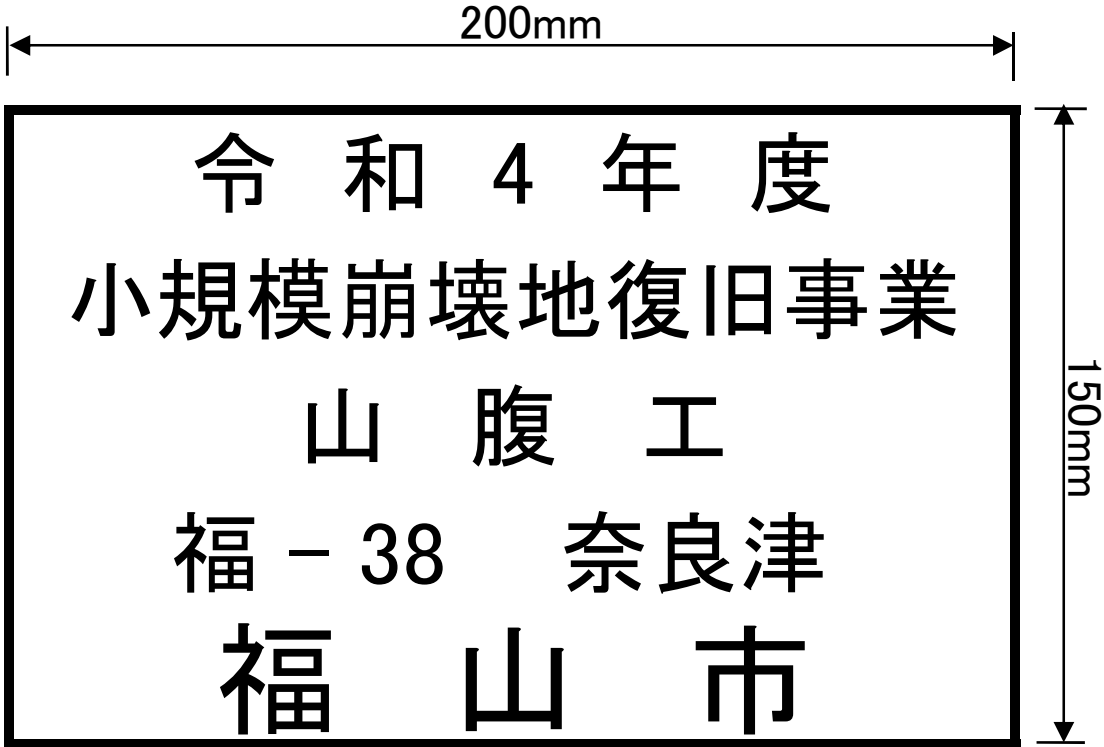 200mm
令和4年度
小規模崩壊地復旧事業
山腹工
福－38　奈良津
福山市
150mm